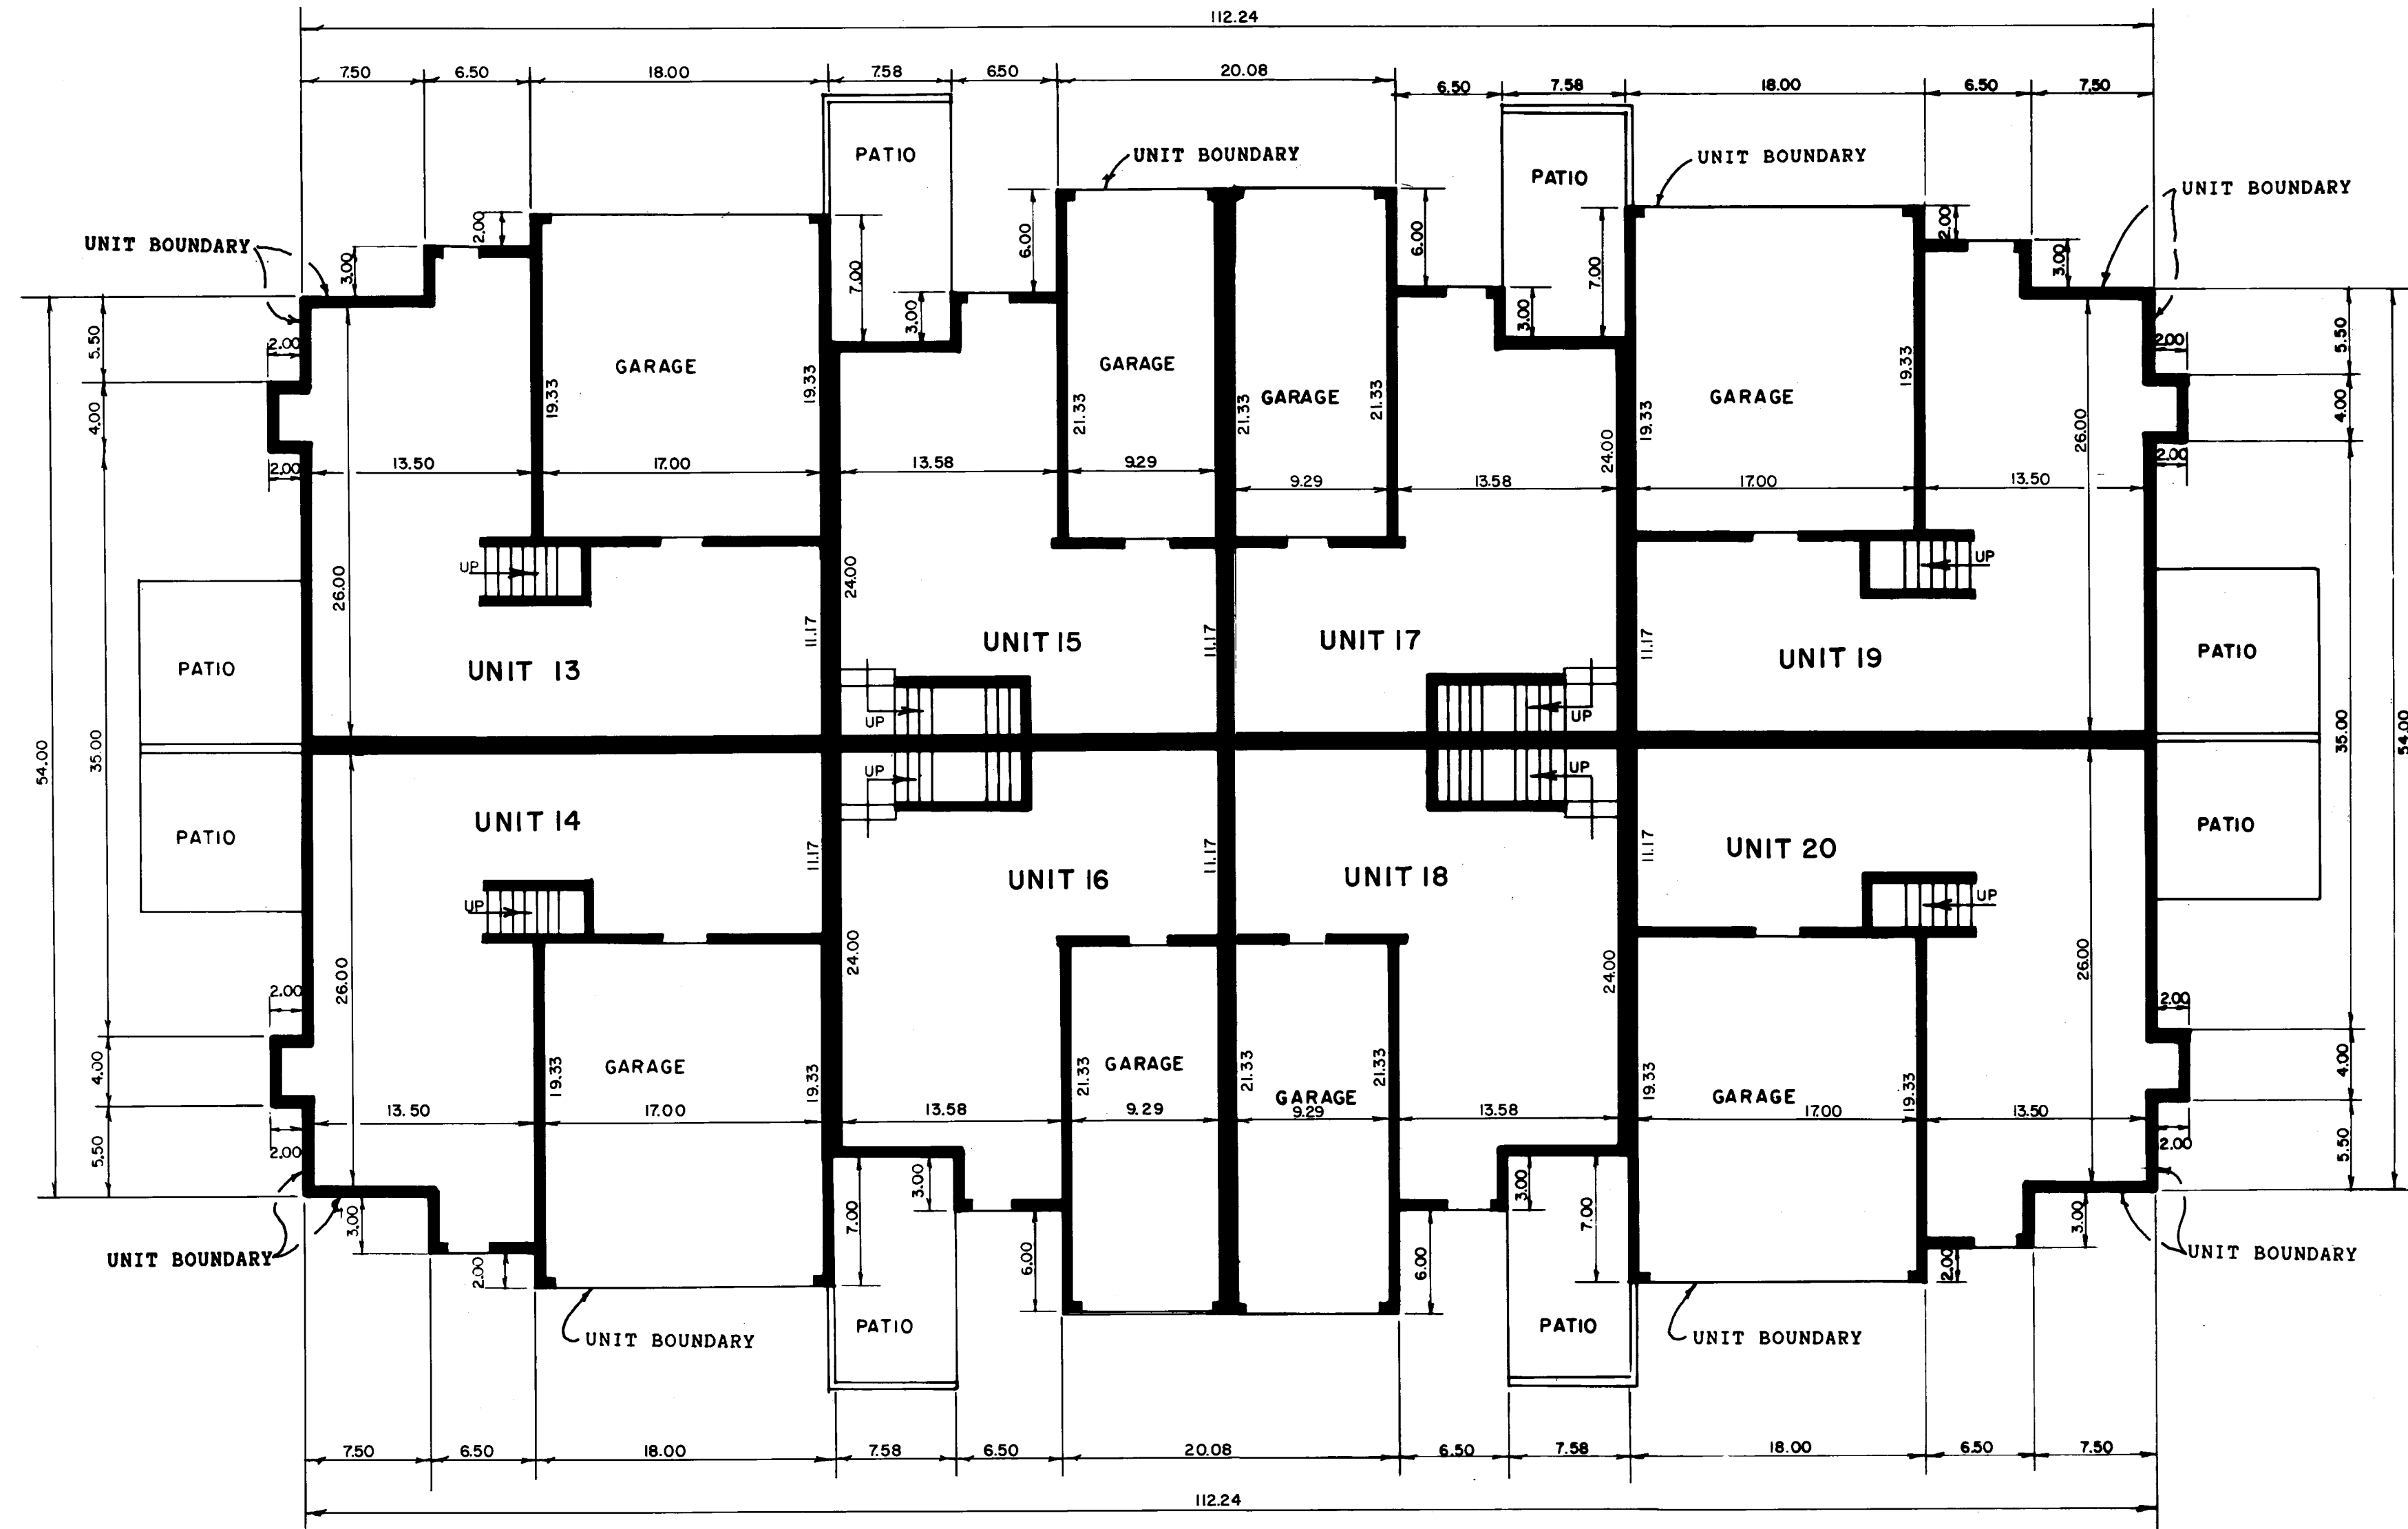 112.24
7.50 6.50 18.00 7.58 6.50 20.08 6.50 7.58 18.00 6.50 7.50
PATIO UNIT BOUNDARY PATIO UNIT BOUNDARY UNIT BOUNDARY
UNIT BOUNDARY 3.00 2.00 7.00 3.00 6.00 6.00 3.00 7.00 2.00 3.00
5.50 2.00 2.00 5.50
4.00 GARAGE GARAGE GARAGE GARAGE 4.00
19.33 19.33 21.33 21.33 21.33 19.33 19.33
2.00 13.50 17.00 13.58 9.29 9.29 13.58 17.00 13.50 2.00
26.00 24.00 24.00 26.00
UP UP
11.17 11.17 11.17
UNIT 13 UNIT 15 UNIT 17 UNIT 19
PATIO PATIO
UP UP
54.00 35.00 35.00 54.00
UP UP
PATIO UNIT 14 UNIT 16 UNIT 18 UNIT 20 PATIO
11.17 11.17 11.17
UP UP
26.00 24.00 24.00 26.00
2.00 2.00
4.00 GARAGE GARAGE GARAGE GARAGE 4.00
19.33 19.33 21.33 21.33 21.33 19.33 19.33
13.50 17.00 13.58 9.29 9.29 13.58 17.00 13.50
5.50 2.00 2.00 5.50
UNIT BOUNDARY 3.00 2.00 7.00 3.00 6.00 6.00 3.00 7.00 2.00 3.00 UNIT BOUNDARY
UNIT BOUNDARY PATIO PATIO UNIT BOUNDARY
7.50 6.50 18.00 7.58 6.50 20.08 6.50 7.58 18.00 6.50 7.50
112.24